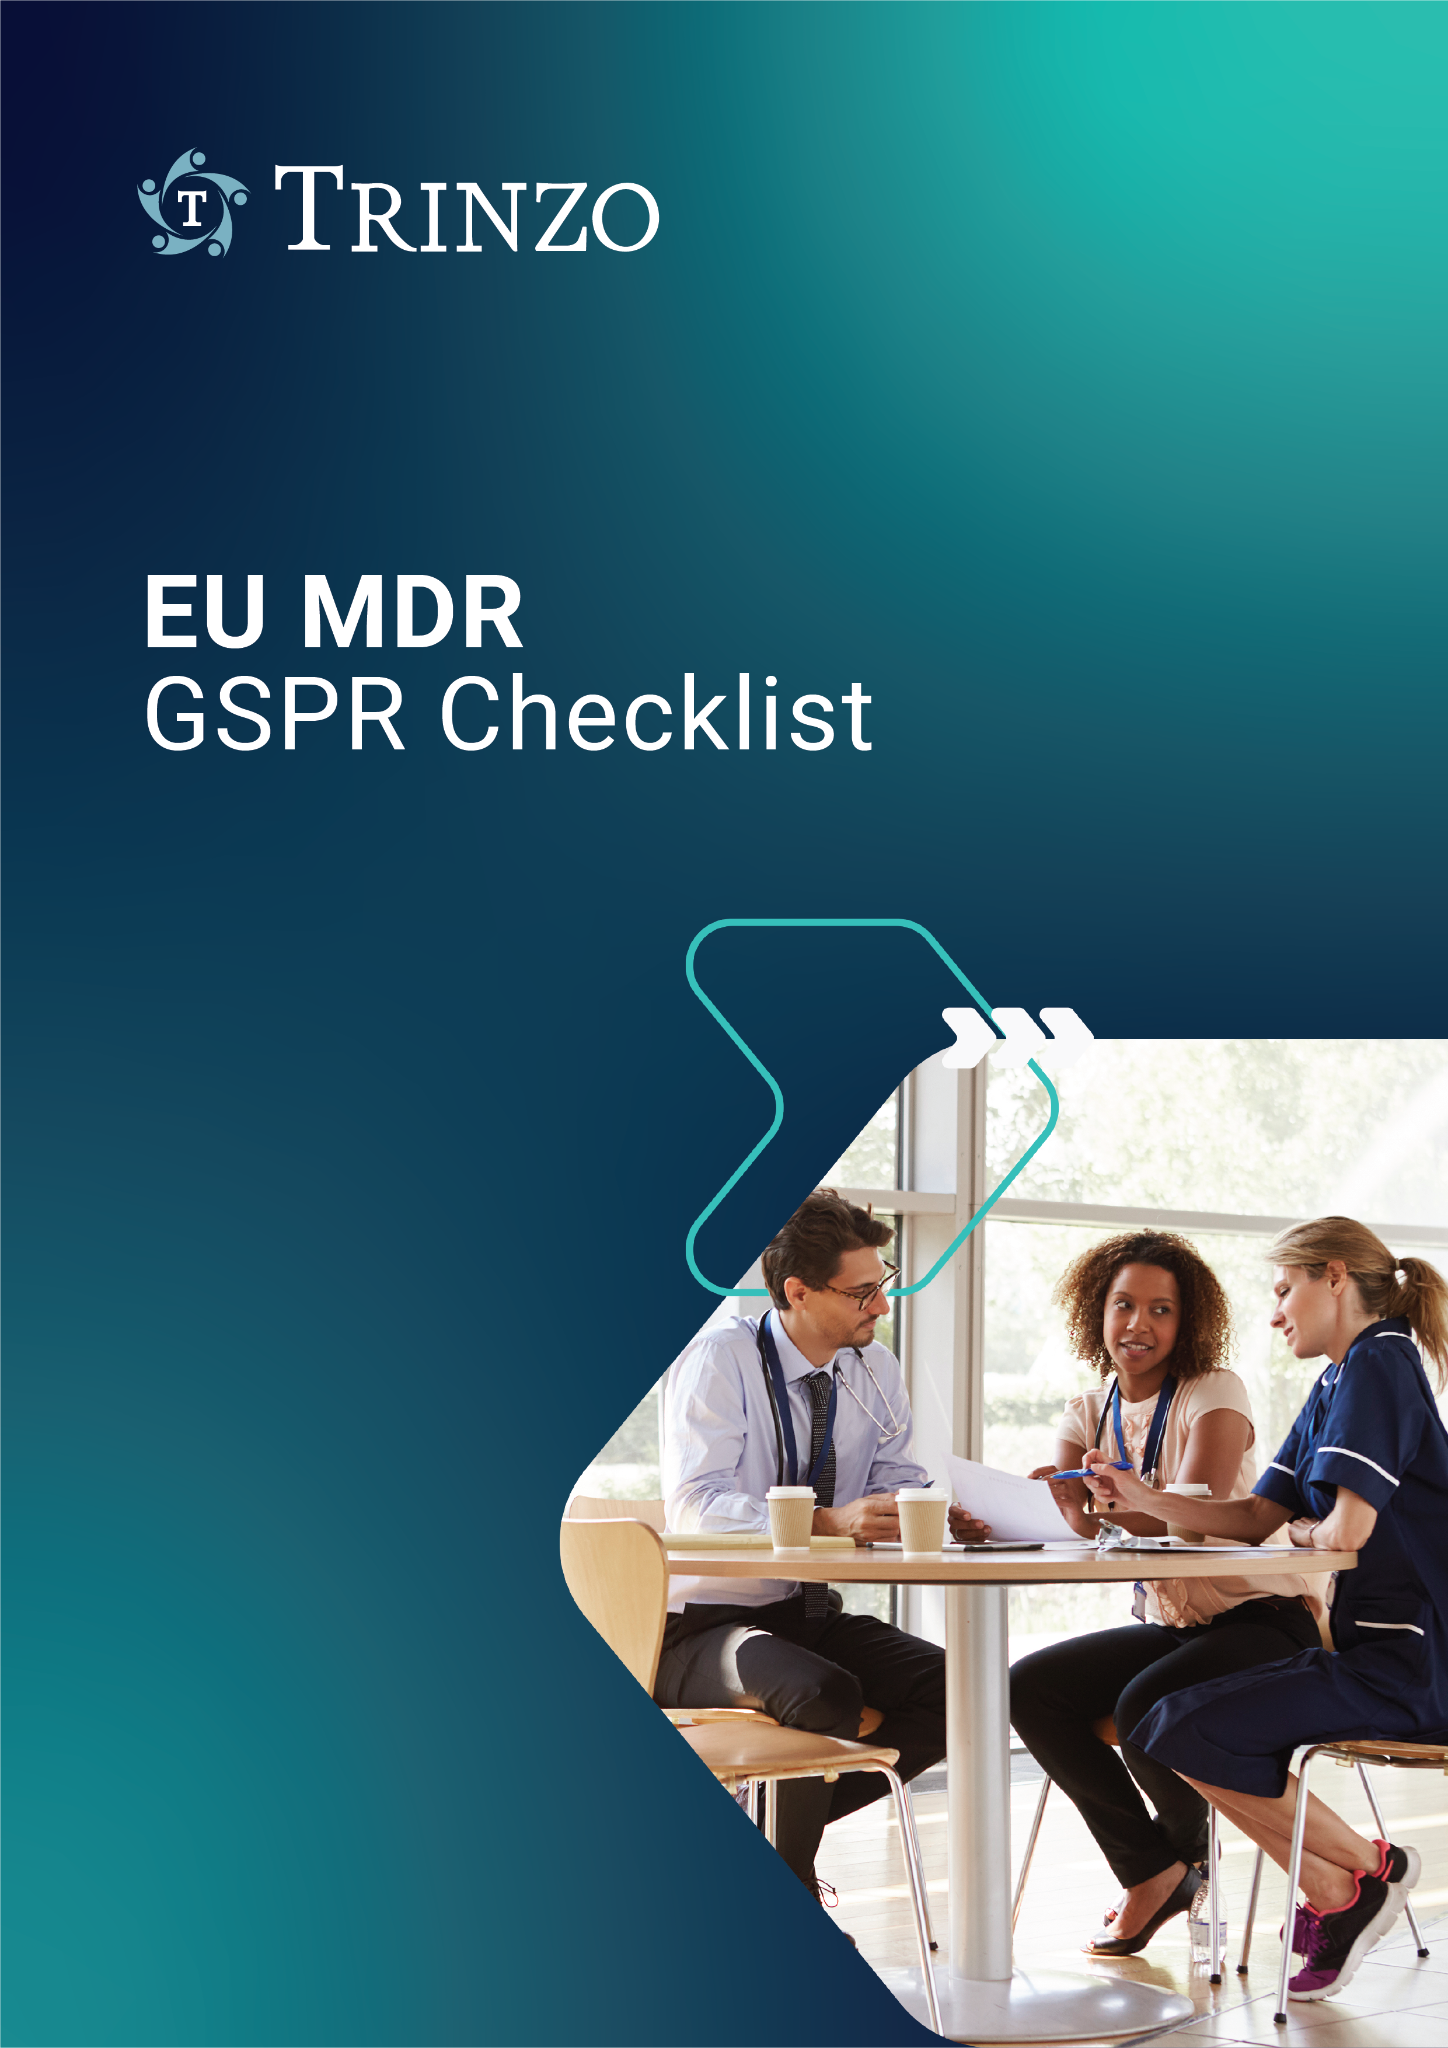 T TRINZO
EU MDR
GSPR Checklist